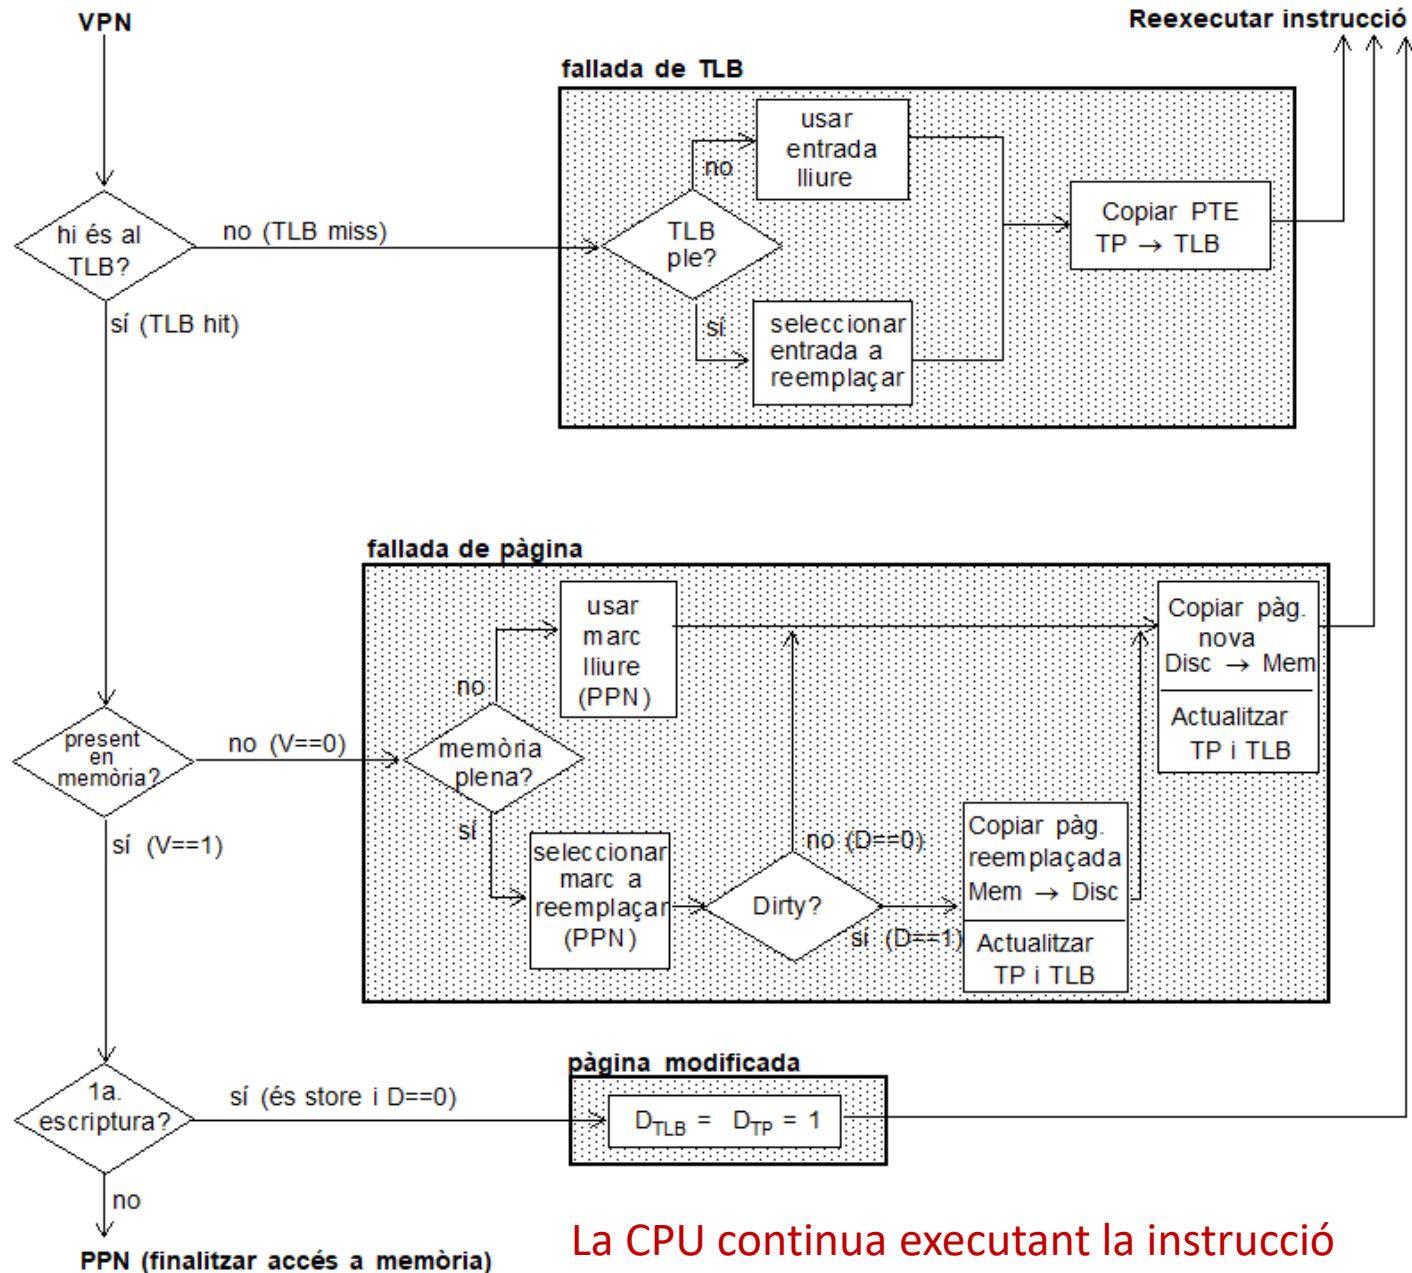 VPN
Reexecutar instrucció
fallada de TLB
usar
entrada
lliure
no
hi és al
TLB?
no (TLB miss)
TLB
ple?
Copiar PTE
TP → TLB
sí (TLB hit)
sí
seleccionar
entrada a
reemplaçar
fallada de pàgina
usar
marc
lliure
(PPN)
no
Copiar pàg.
nova
Disc → Mem
Actualitzar
TP i TLB
present
en
memòria?
no (V==0)
memòria
plena?
sí
sí (V==1)
seleccionar
marc a
reemplaçar
(PPN)
no (D==0)
Dirty?
sí (D==1)
Copiar pàg.
reemplaçada
Mem → Disc
Actualitzar
TP i TLB
pàgina modificada
1a.
escriptura?
sí (és store i D==0)
D_TLB = D_TP = 1
no
PPN (finalitzar accés a memòria)
La CPU continua executant la instrucció